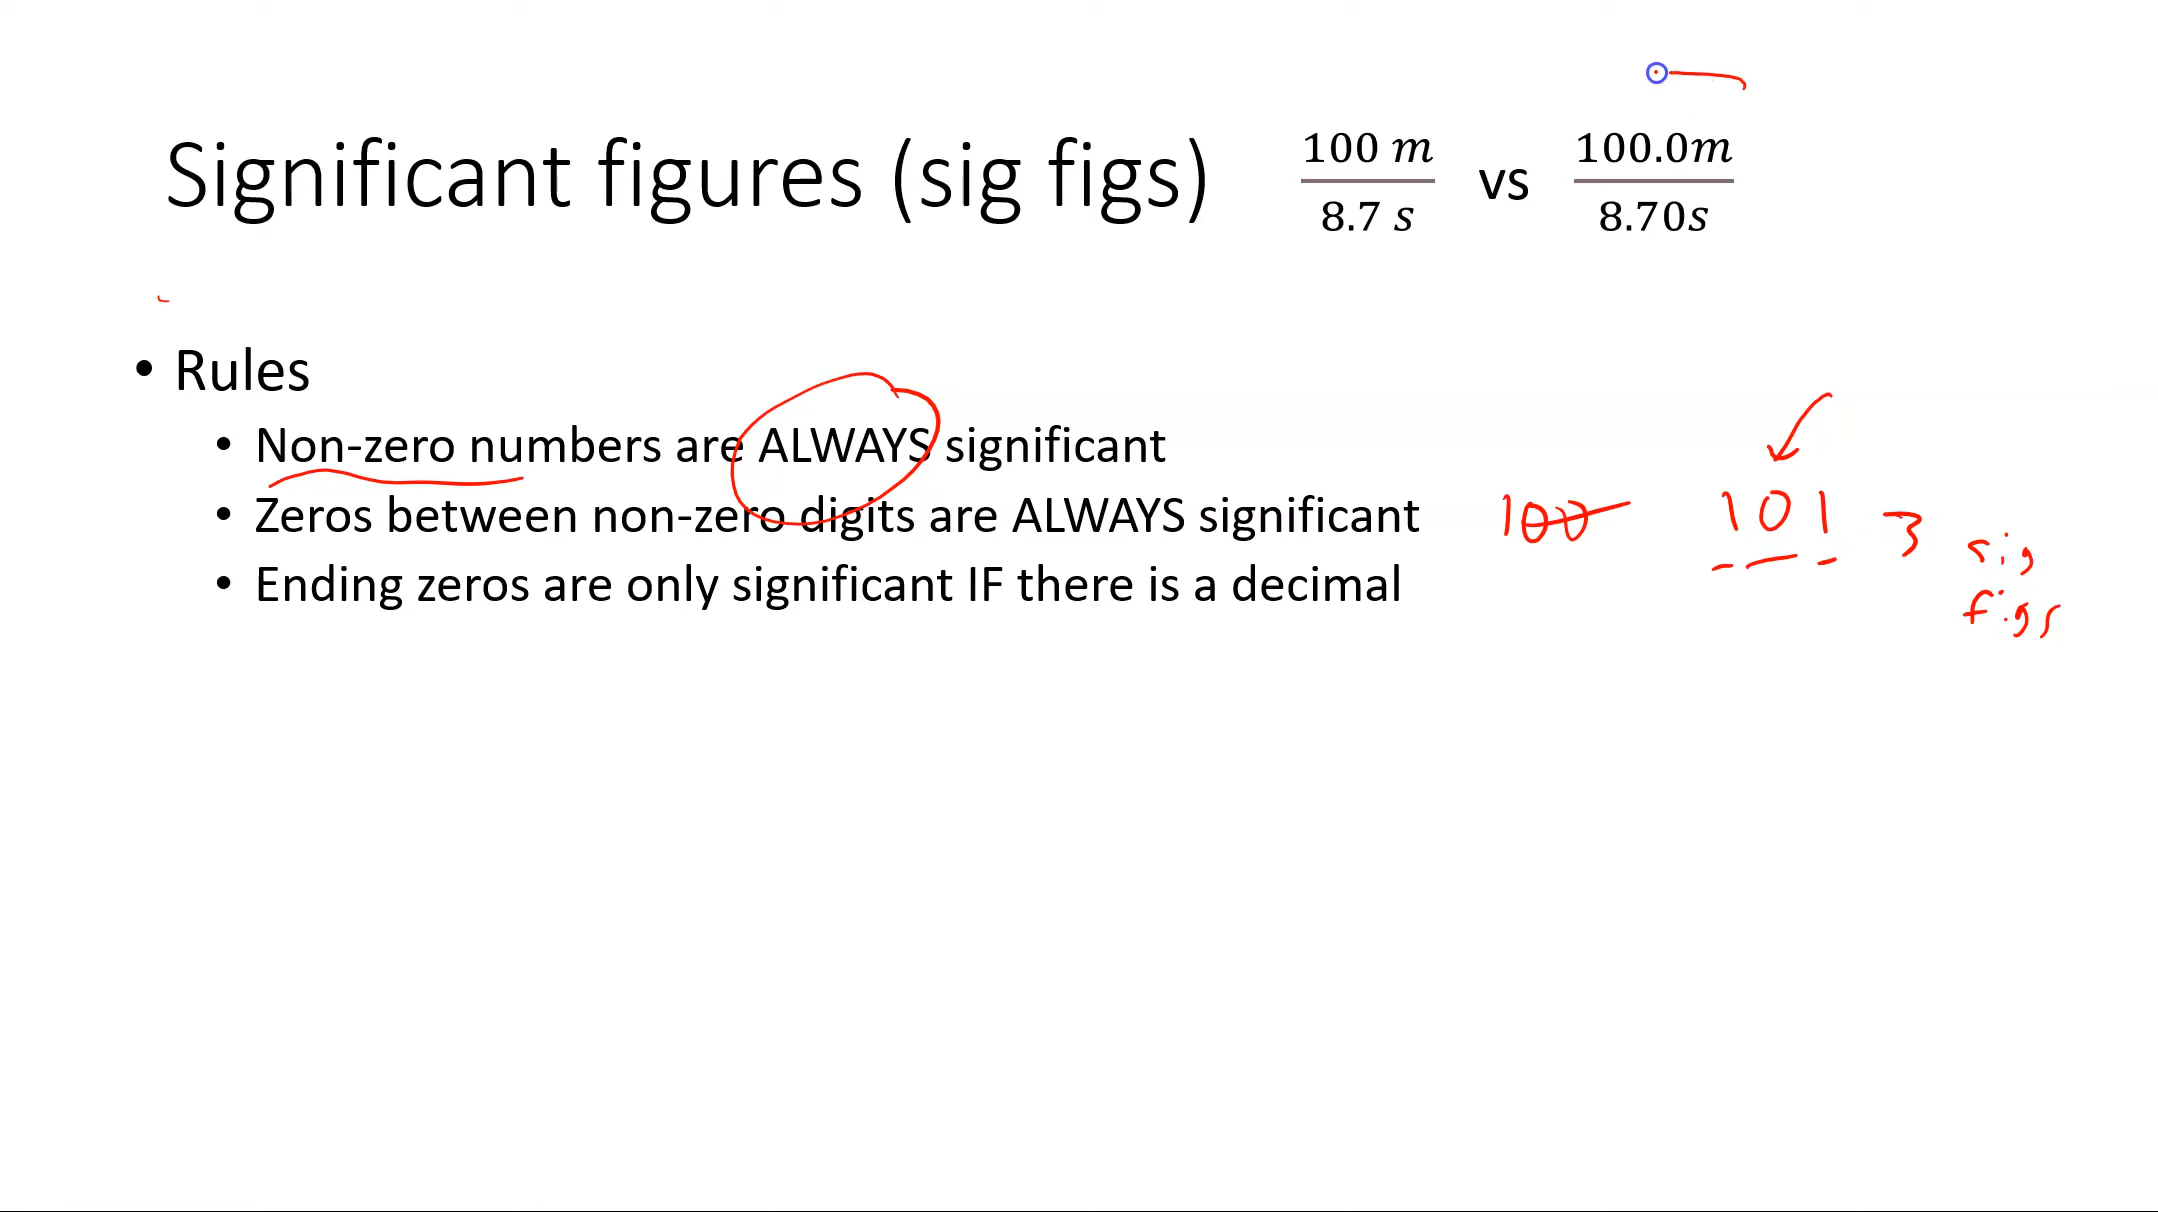 Significant figures (sig figs) 100 m / 8.7 s vs 100.0m / 8.70s
• Rules
• Non-zero numbers are ALWAYS significant
• Zeros between non-zero digits are ALWAYS significant
• Ending zeros are only significant IF there is a decimal
100 101 3 sig
figs